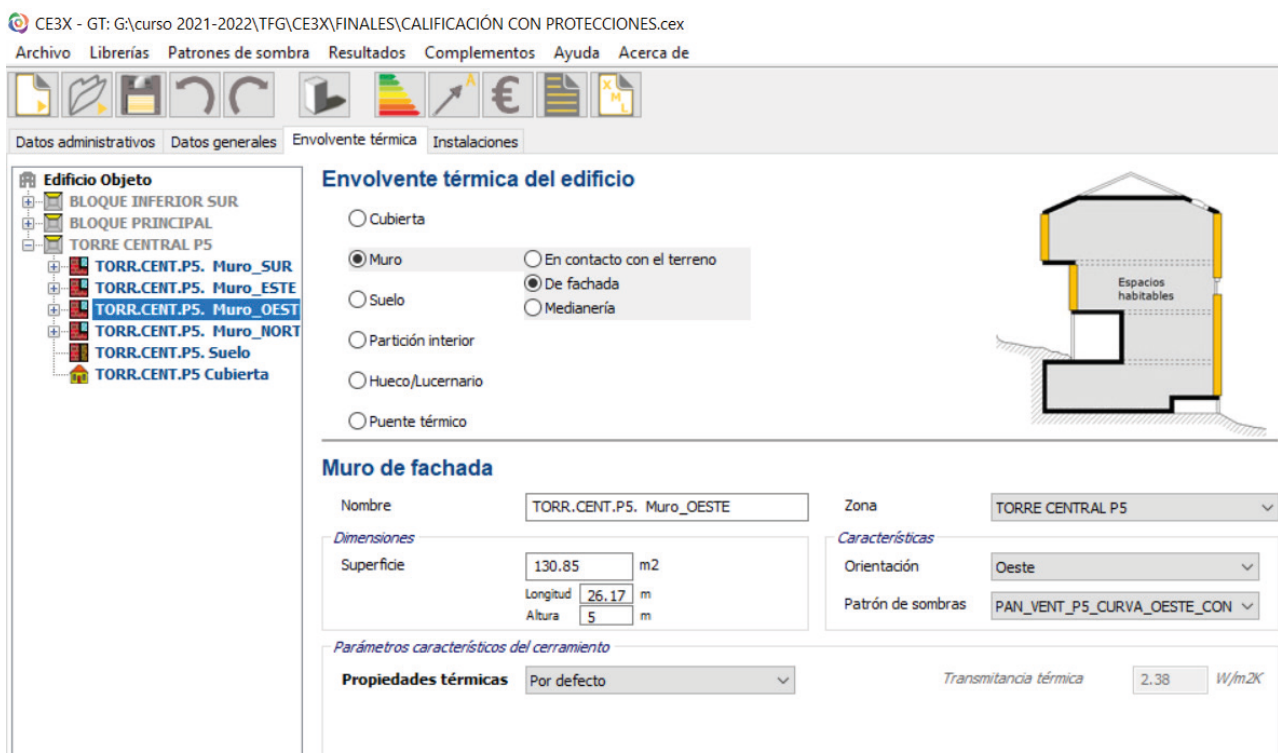 CE3X - GT: G:\curso 2021-2022\TFG\CE3X\FINALES\CALIFICACIÓN CON PROTECCIONES.cex
Archivo Librerías Patrones de sombra Resultados Complementos Ayuda Acerca de
A
€
X
M
L
Datos administrativos Datos generales Envolvente térmica Instalaciones
Edificio Objeto
BLOQUE INFERIOR SUR
BLOQUE PRINCIPAL
TORRE CENTRAL P5
TORR.CENT.P5. Muro_SUR
TORR.CENT.P5. Muro_ESTE
TORR.CENT.P5. Muro_OEST
TORR.CENT.P5. Muro_NORT
TORR.CENT.P5. Suelo
TORR.CENT.P5 Cubierta
Envolvente térmica del edificio
Cubierta
Muro
En contacto con el terreno
De fachada
Medianería
Suelo
Partición interior
Hueco/Lucernario
Puente térmico
Espacios
habitables
Muro de fachada
Nombre TORR.CENT.P5. Muro_OESTE
Zona TORRE CENTRAL P5
Dimensiones
Superficie 130.85 m2
Longitud 26.17 m
Altura 5 m
Características
Orientación Oeste
Patrón de sombras PAN_VENT_P5_CURVA_OESTE_CON
Parámetros característicos del cerramiento
Propiedades térmicas Por defecto
Transmitancia térmica 2.38 W/m2K